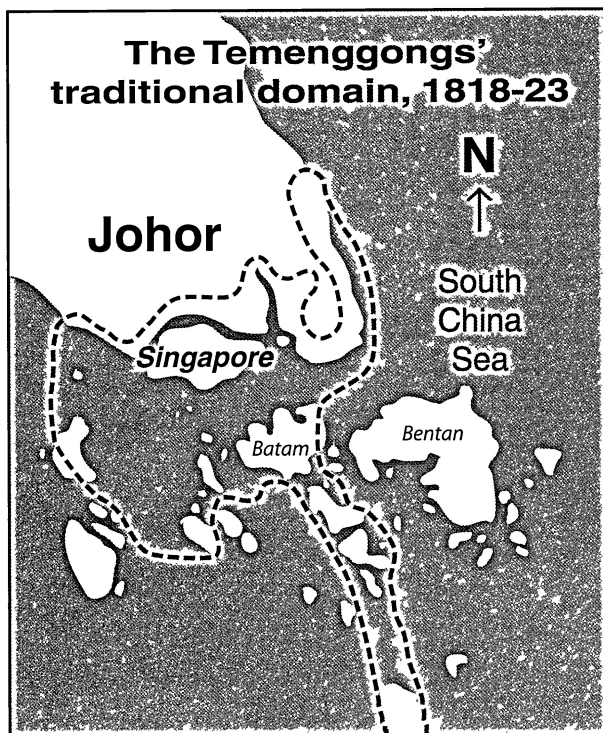 The Temenggongs'
traditional domain, 1818-23
N
Johor
South
China
Sea
Singapore
Batam
Bentan